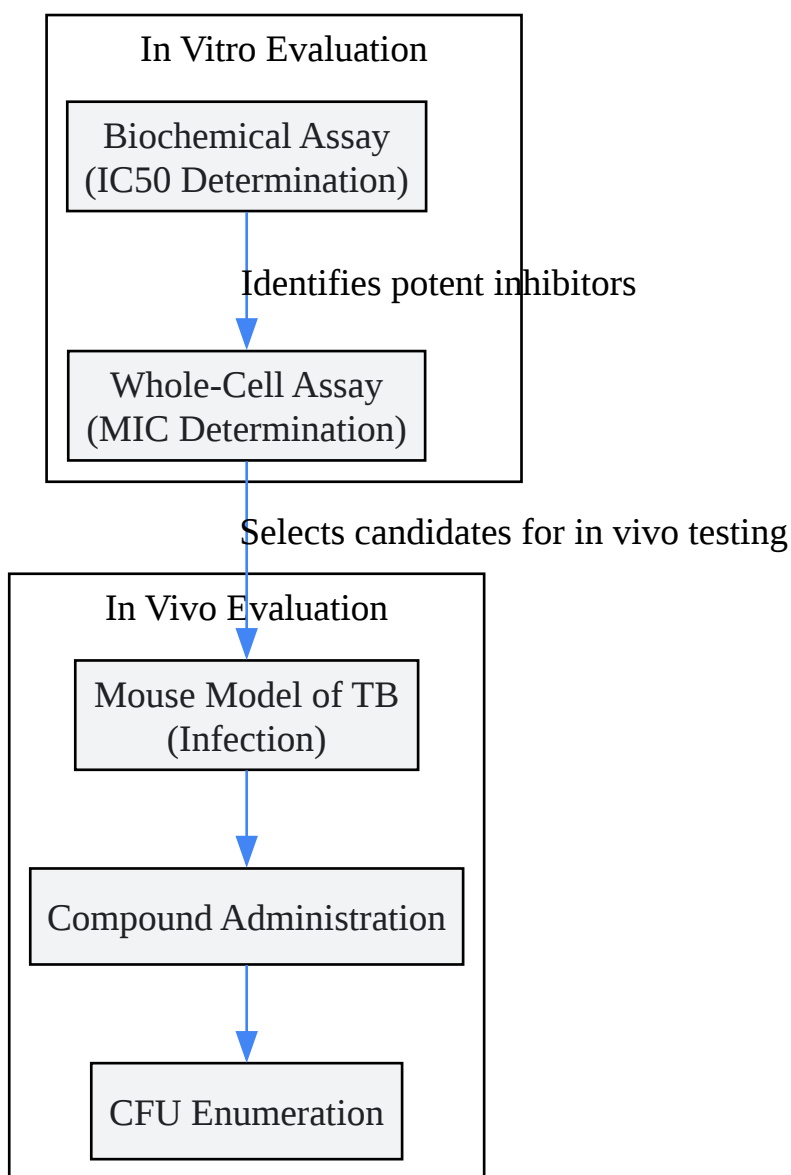 In Vitro Evaluation
Biochemical Assay
(IC50 Determination)
Identifies potent inhibitors
Whole-Cell Assay
(MIC Determination)
Selects candidates for in vivo testing
In Vivo Evaluation
Mouse Model of TB
(Infection)
Compound Administration
CFU Enumeration